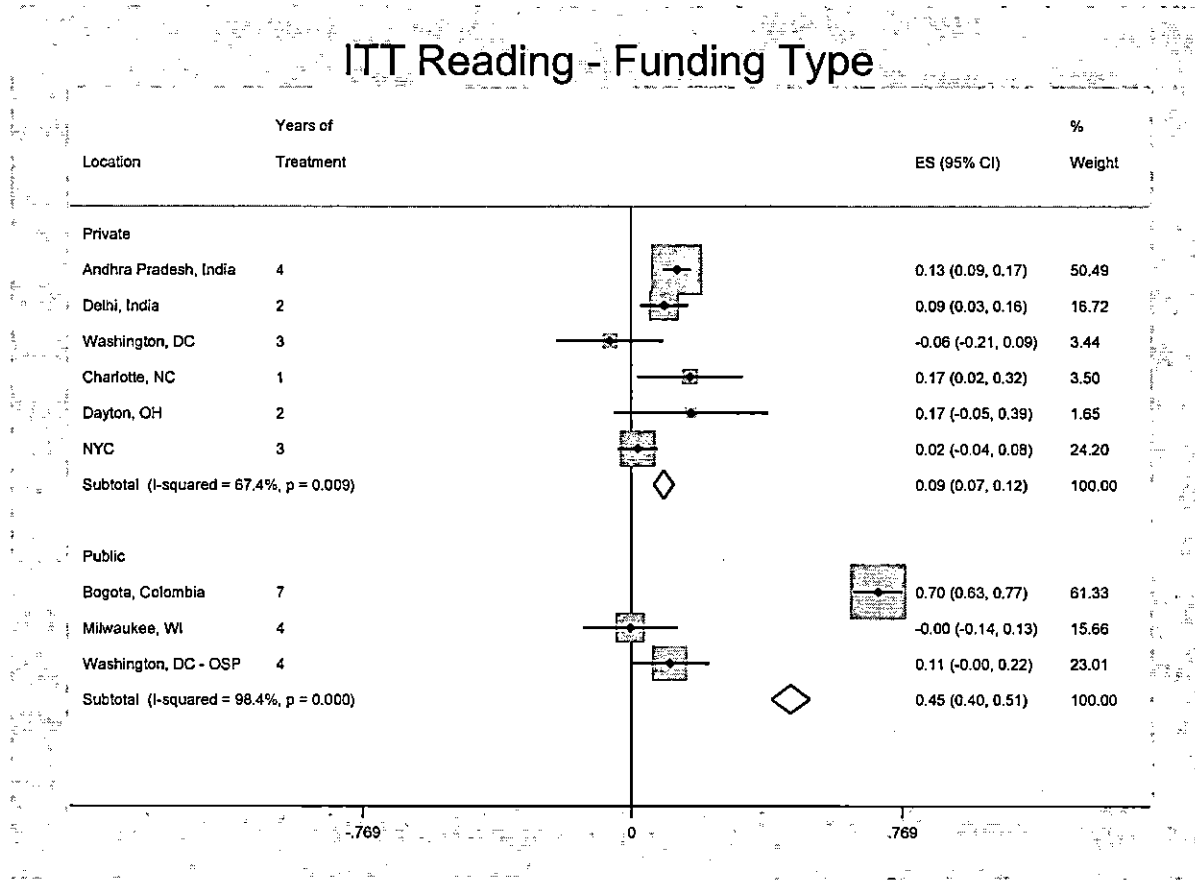 ITT Reading - Funding Type
Years of %
Location Treatment ES (95% CI) Weight
Private
Andhra Pradesh, India 4 0.13 (0.09, 0.17) 50.49
Delhi, India 2 0.09 (0.03, 0.16) 16.72
Washington, DC 3 -0.06 (-0.21, 0.09) 3.44
Charlotte, NC 1 0.17 (0.02, 0.32) 3.50
Dayton, OH 2 0.17 (-0.05, 0.39) 1.65
NYC 3 0.02 (-0.04, 0.08) 24.20
Subtotal (I-squared = 67.4%, p = 0.009) 0.09 (0.07, 0.12) 100.00
Public
Bogota, Colombia 7 0.70 (0.63, 0.77) 61.33
Milwaukee, WI 4 -0.00 (-0.14, 0.13) 15.66
Washington, DC - OSP 4 0.11 (-0.00, 0.22) 23.01
Subtotal (I-squared = 98.4%, p = 0.000) 0.45 (0.40, 0.51) 100.00
-.769 0 .769